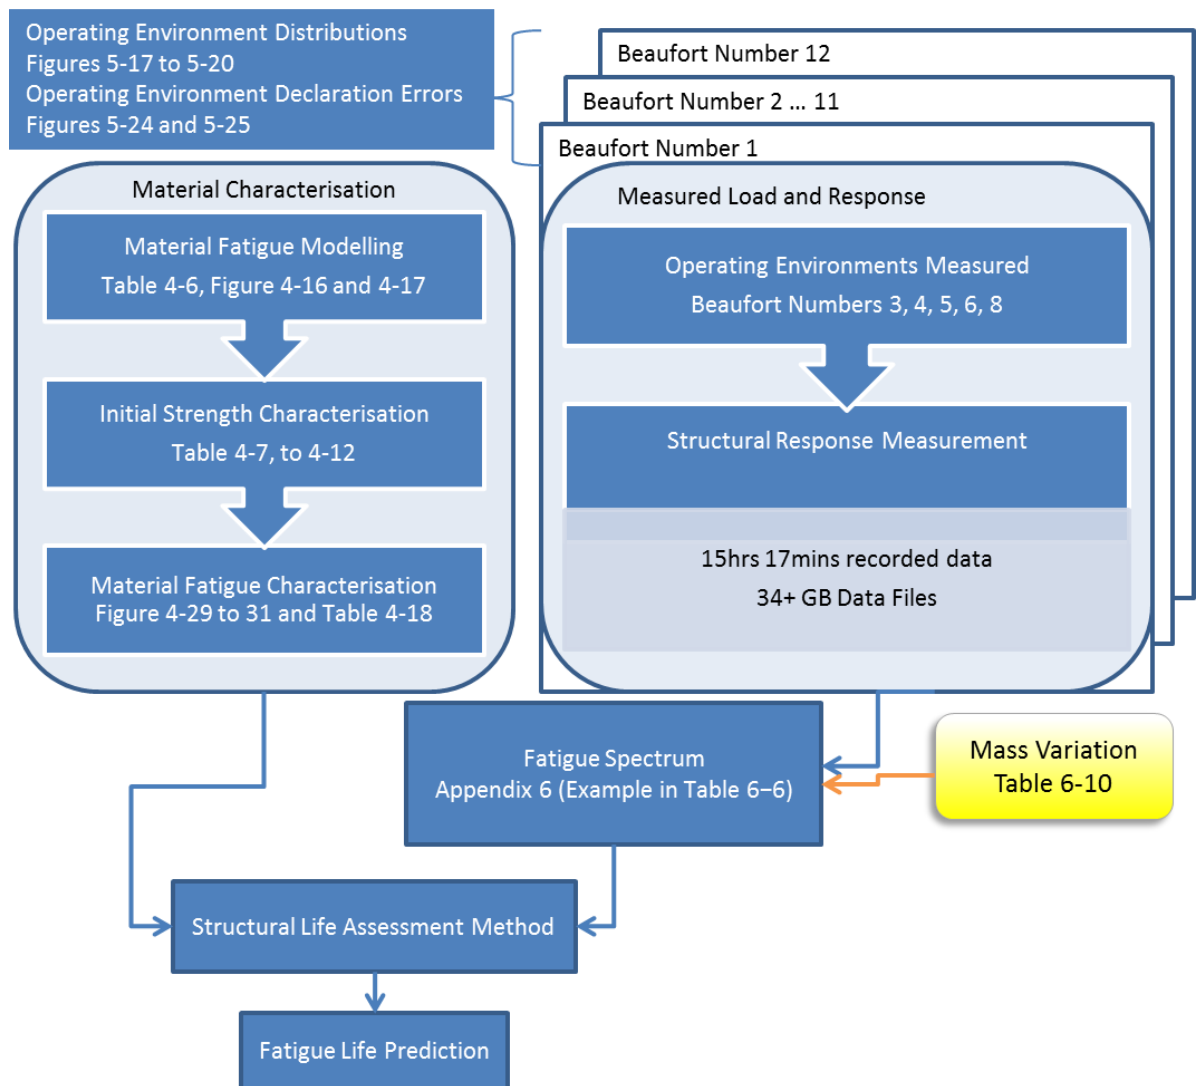 Operating Environment Distributions
Figures 5-17 to 5-20
Operating Environment Declaration Errors
Figures 5-24 and 5-25
Beaufort Number 12
Beaufort Number 2 ... 11
Beaufort Number 1
Material Characterisation
Material Fatigue Modelling
Table 4-6, Figure 4-16 and 4-17
Initial Strength Characterisation
Table 4-7, to 4-12
Material Fatigue Characterisation
Figure 4-29 to 31 and Table 4-18
Measured Load and Response
Operating Environments Measured
Beaufort Numbers 3, 4, 5, 6, 8
Structural Response Measurement
15hrs 17mins recorded data
34+ GB Data Files
Fatigue Spectrum
Appendix 6 (Example in Table 6−6)
Mass Variation
Table 6-10
Structural Life Assessment Method
Fatigue Life Prediction